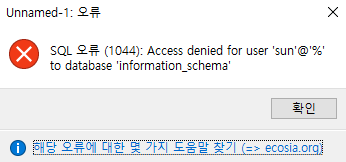 Unnamed-1: 오류
SQL 오류 (1044): Access denied for user 'sun'@'%'
to database 'information_schema'
확인
해당 오류에 대한 몇 가지 도움말 찾기 (=> ecosia.org)